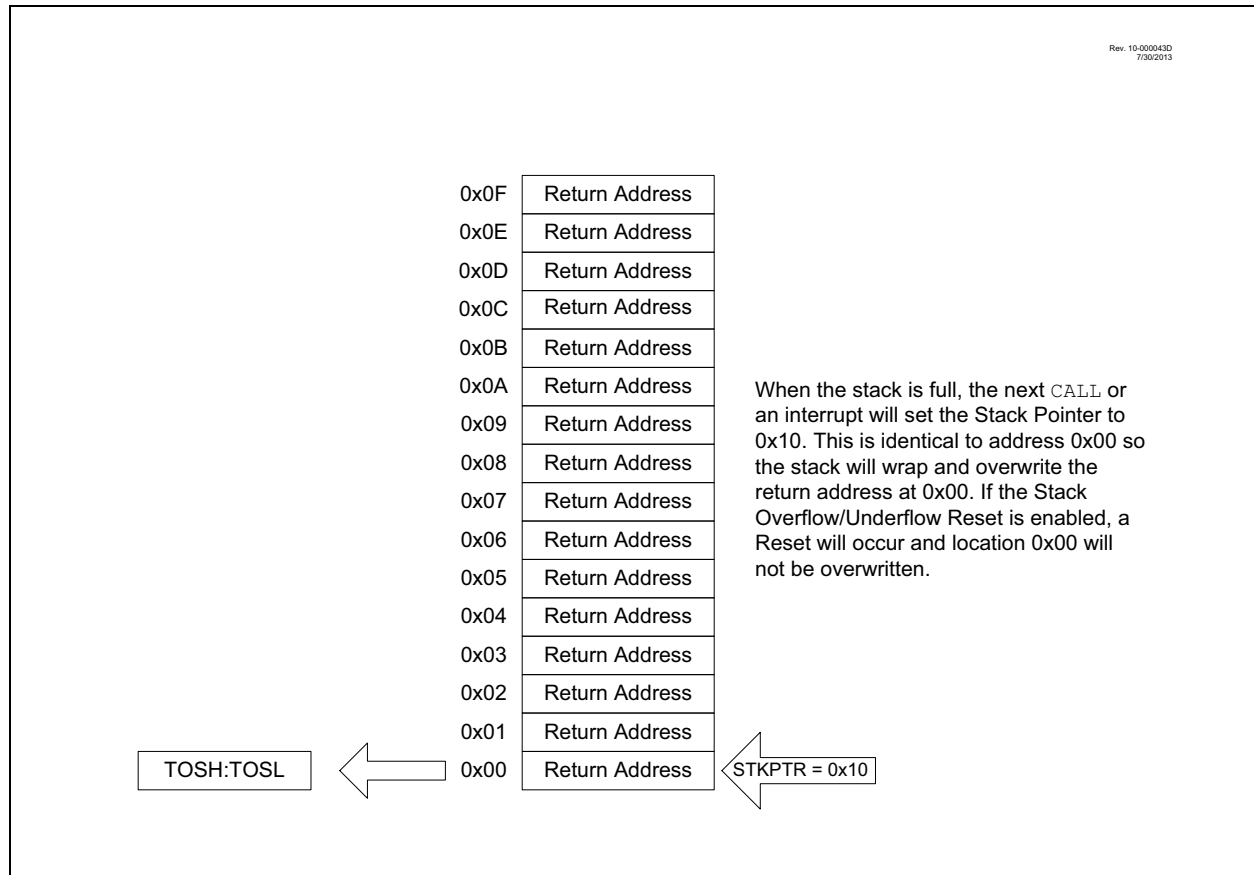 Rev. 10-000043D
7/30/2013
0x0F Return Address
0x0E Return Address
0x0D Return Address
0x0C Return Address
0x0B Return Address
0x0A Return Address
0x09 Return Address
0x08 Return Address
0x07 Return Address
0x06 Return Address
0x05 Return Address
0x04 Return Address
0x03 Return Address
0x02 Return Address
0x01 Return Address
TOSH:TOSL 0x00 Return Address STKPTR = 0x10
When the stack is full, the next CALL or
an interrupt will set the Stack Pointer to
0x10. This is identical to address 0x00 so
the stack will wrap and overwrite the
return address at 0x00. If the Stack
Overflow/Underflow Reset is enabled, a
Reset will occur and location 0x00 will
not be overwritten.